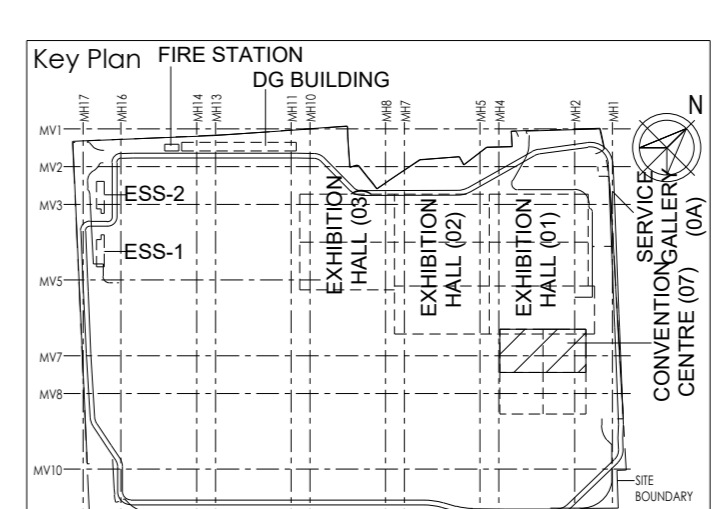 Key Plan
FIRE STATION
DG BUILDING
MH17
MH16
MH14
MH13
MH11
MH10
MH8
MH7
MH5
MH4
MH2
MH1
N
MV1
MV2
MV3
MV5
MV7
MV8
MV10
ESS-2
ESS-1
EXHIBITION
HALL (03)
EXHIBITION
HALL (02)
EXHIBITION
HALL (01)
SERVICE
GALLERY
(0A)
CONVENTION
CENTRE (07)
SITE
BOUNDARY